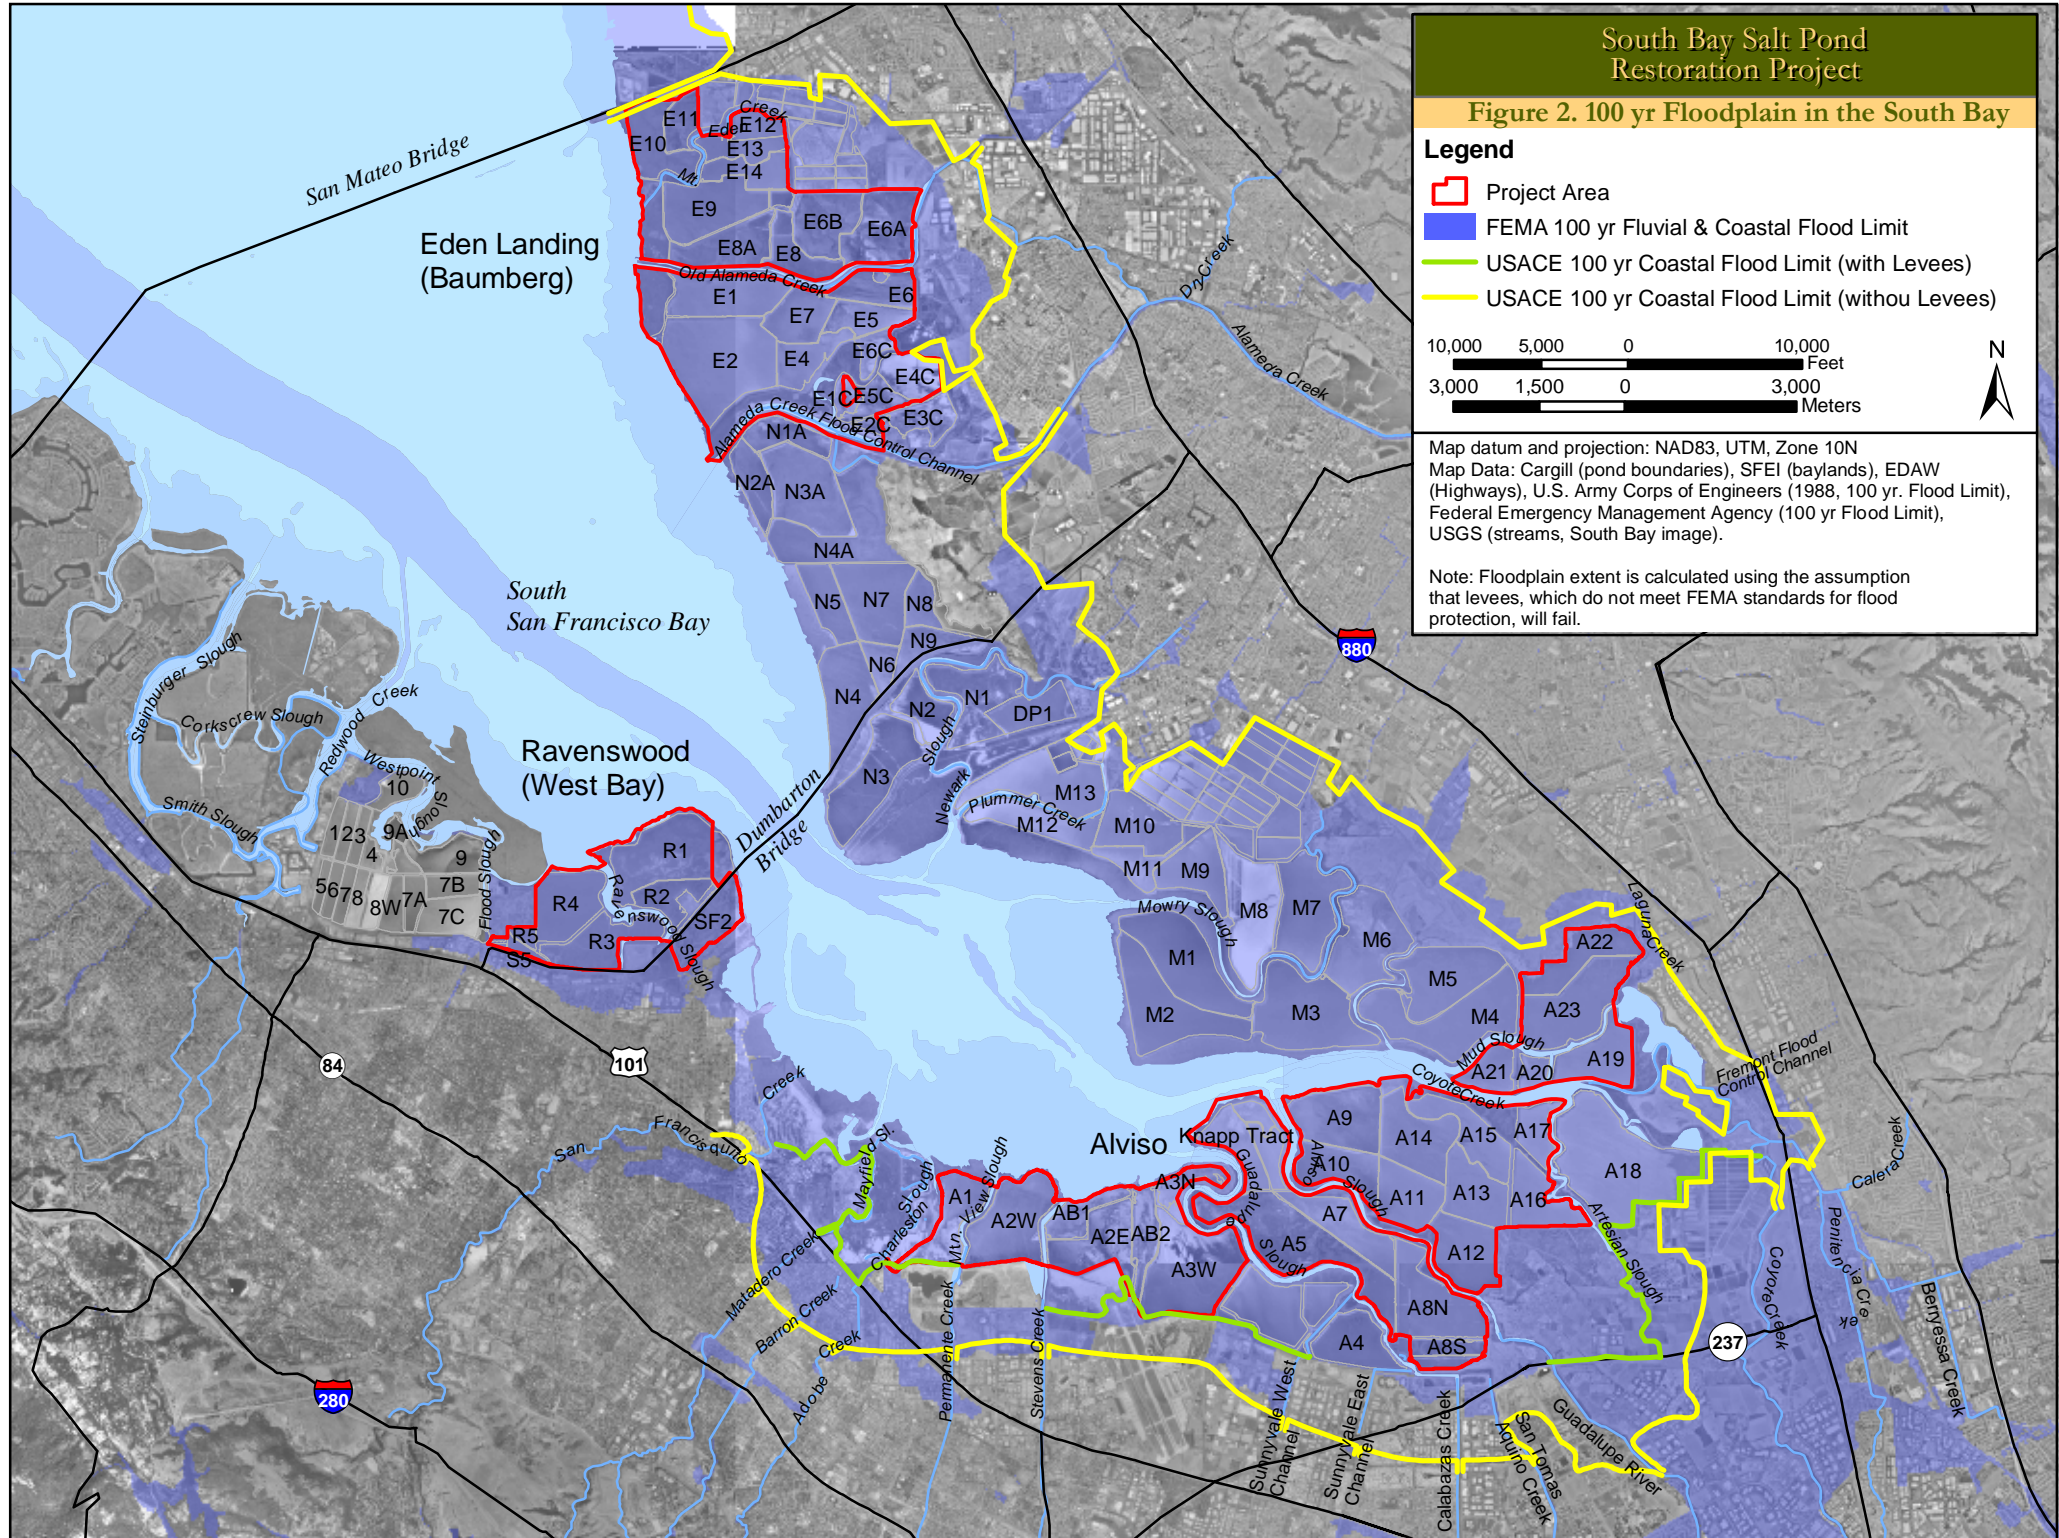 South Bay Salt Pond
Restoration Project
Figure 2. 100 yr Floodplain in the South Bay
Legend
Project Area
FEMA 100 yr Fluvial & Coastal Flood Limit
USACE 100 yr Coastal Flood Limit (with Levees)
USACE 100 yr Coastal Flood Limit (withou Levees)
10,000 5,000 0 10,000
Feet
3,000 1,500 0 3,000
Meters
N
Map datum and projection: NAD83, UTM, Zone 10N
Map Data: Cargill (pond boundaries), SFEI (baylands), EDAW
(Highways), U.S. Army Corps of Engineers (1988, 100 yr. Flood Limit),
Federal Emergency Management Agency (100 yr Flood Limit),
USGS (streams, South Bay image).
Note: Floodplain extent is calculated using the assumption
that levees, which do not meet FEMA standards for flood
protection, will fail.
San Mateo Bridge
Eden Landing
(Baumberg)
E10
E11
Mt.
Eden
Creek
E12
E13
E14
E9
E6B
E6A
E8A
E8
Old Alameda Creek
E1
E6
E7
E5
E2
E4
E6C
E4C
E1C
E5C
E2C
E3C
Alameda Creek Flood Control Channel
Dry Creek
Alameda Creek
N1A
N2A
N3A
N4A
N5
N7
N8
N9
N6
N4
N2
N1
DP1
N3
Newark
Slough
South
San Francisco Bay
Steinburger Slough
Corkscrew Slough
Redwood Creek
Westpoint
Slough
Smith Slough
Flood Slough
10
123
4
9A
9
5678
8W
7A
7B
7C
Ravenswood
(West Bay)
R1
R2
R4
R3
R5
S5
SF2
Ravenswood Slough
Dumbarton
Bridge
880
84
101
280
237
Plummer Creek
M13
M12
M10
M11
M9
M8
M7
M6
M5
M4
M3
M1
M2
Mowry Slough
Mud Slough
Coyote Creek
A22
A23
A19
A20
A21
Laguna Creek
Fremont Flood
Control Channel
Calera Creek
Alviso
Knapp Tract
A9
A10
A14
A15
A17
A11
A13
A16
A18
A12
A7
A5
A8N
A8S
A4
A3N
A3W
AB1
A2E
AB2
A2W
A1
Alviso
Slough
Guadalupe
Slough
Artesian Slough
Coyote Creek
Penitencia Creek
Berryessa Creek
San
Francisquito
Creek
Mayfield Sl.
Charleston
Slough
Mtn. View Slough
Matadero Creek
Barron Creek
Adobe
Creek
Permanente Creek
Stevens Creek
Sunnyvale West
Channel
Sunnyvale East
Channel
Calabazas Creek
San Tomas
Aquino Creek
Guadalupe River